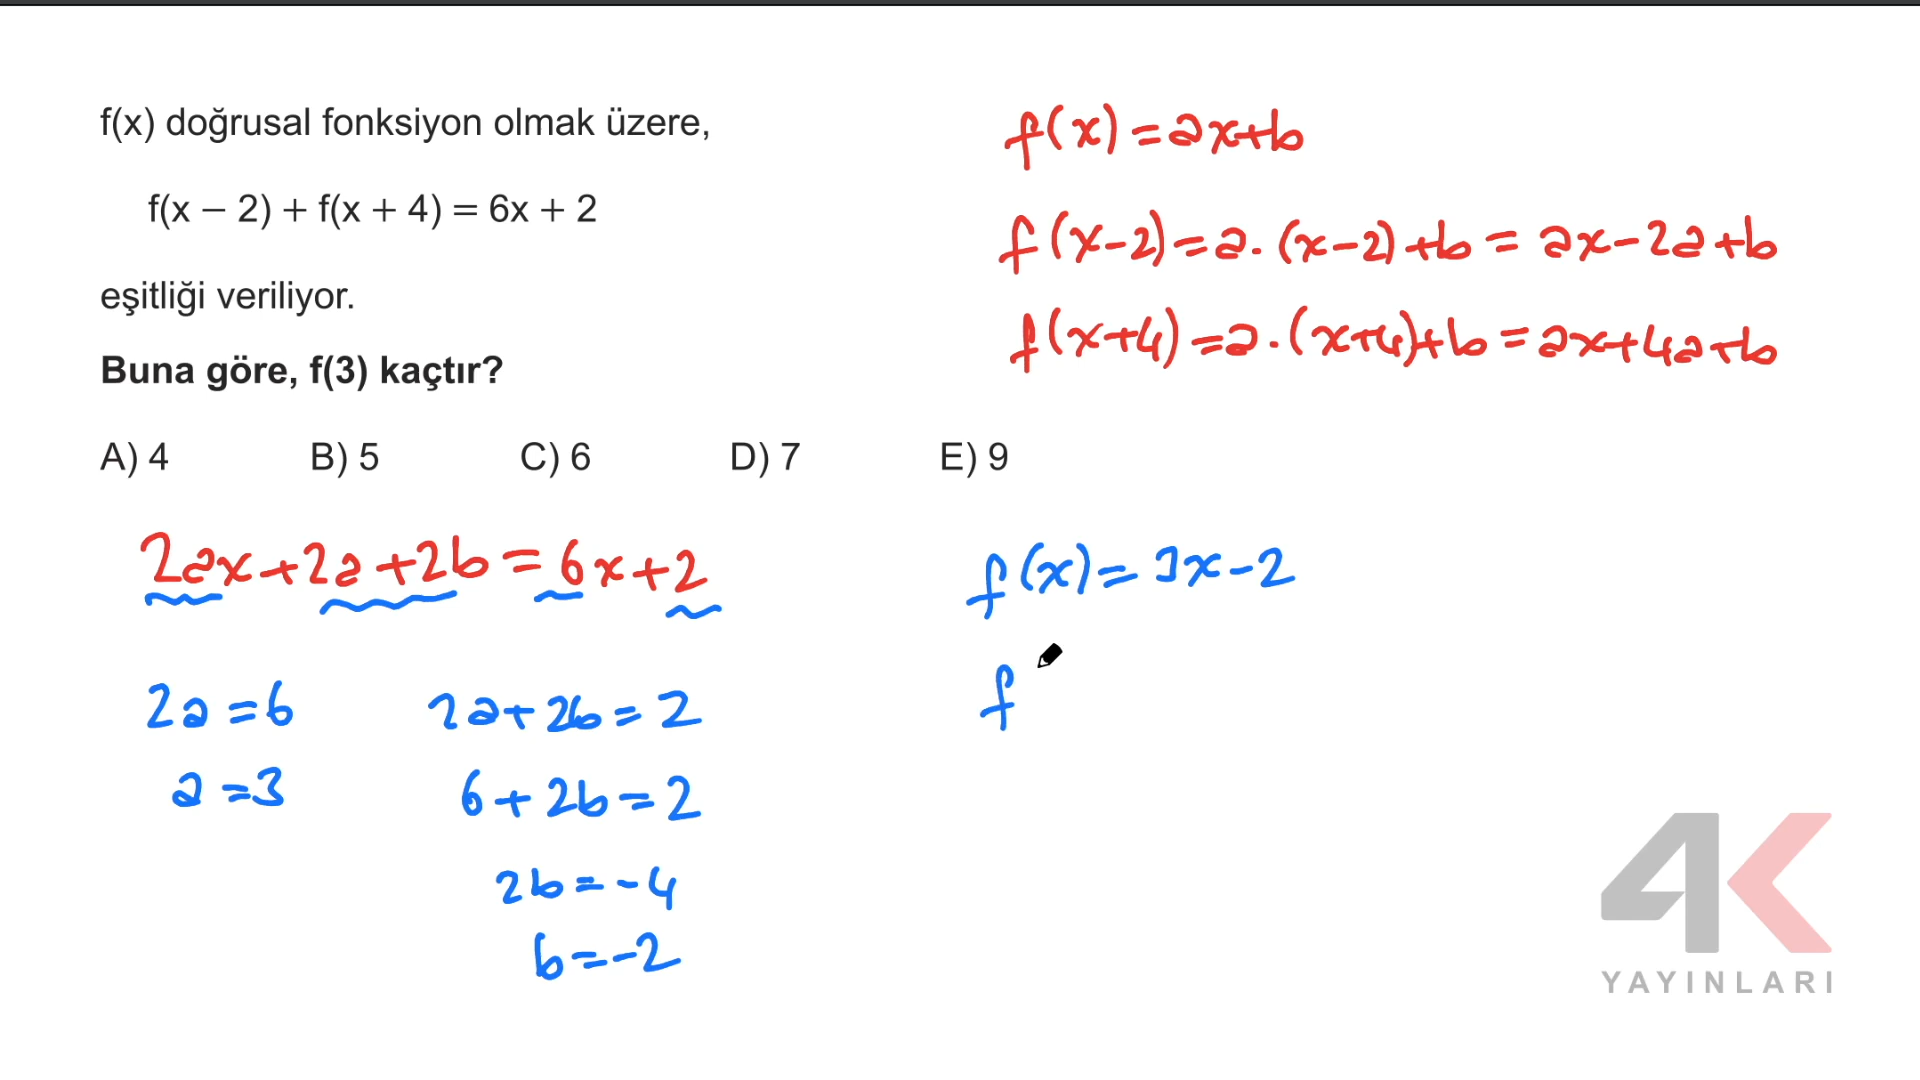 f(x) doğrusal fonksiyon olmak üzere,
f(x − 2) + f(x + 4) = 6x + 2
eşitliği veriliyor.
Buna göre, f(3) kaçtır?
A) 4 B) 5 C) 6 D) 7 E) 9
f(x) = ax+b
f(x-2) = a.(x-2)+b = ax-2a+b
f(x+4) = a.(x+4)+b = ax+4a+b
2ax+2a+2b = 6x+2
2a = 6
a = 3
2a+2b = 2
6+2b = 2
2b = -4
b = -2
f(x) = 3x-2
f
4K
YAYINLARI